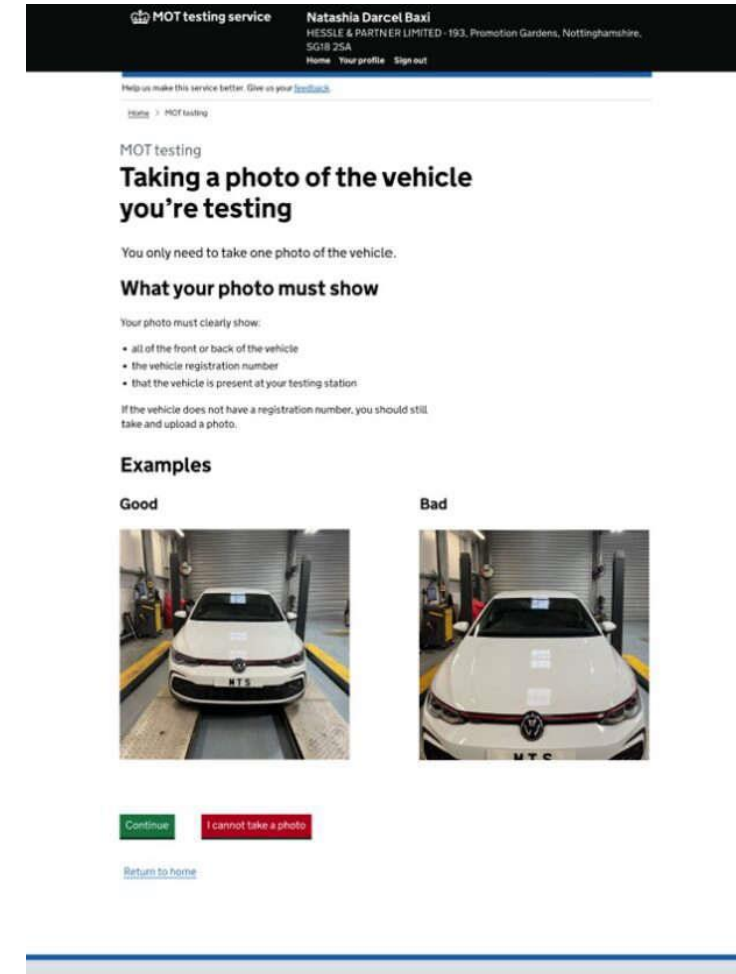 MOT testing service
Natashia Darcel Baxi
HESSLE & PARTNER LIMITED - 193, Promotion Gardens, Nottinghamshire,
SG18 2SA
Home Your profile Sign out
Help us make this service better. Give us your feedback.
Home > MOT testing
MOT testing
Taking a photo of the vehicle
you're testing
You only need to take one photo of the vehicle.
What your photo must show
Your photo must clearly show:
• all of the front or back of the vehicle
• the vehicle registration number
• that the vehicle is present at your testing station
If the vehicle does not have a registration number, you should still
take and upload a photo.
Examples
Good
Bad
MTS
MTS
Continue
I cannot take a photo
Return to home